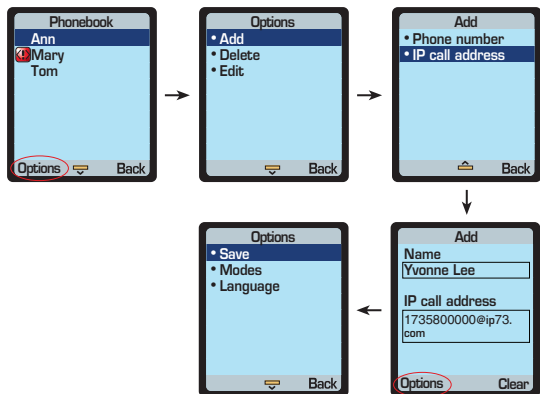 Phonebook
Ann
Mary
Tom
Options Back
Options
• Add
• Delete
• Edit
Back
Add
• Phone number
• IP call address
Back
Add
Name
Yvonne Lee
IP call address
1735800000@ip73.
com
Options Clear
Options
• Save
• Modes
• Language
Back